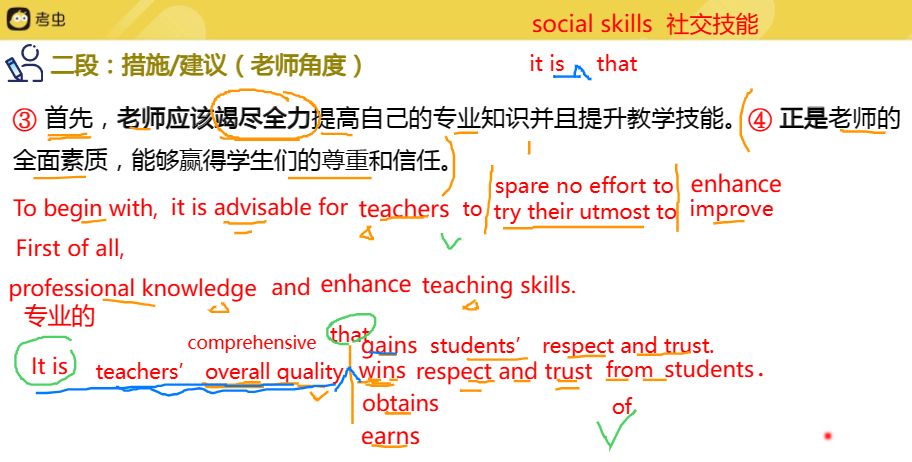 考虫
social skills 社交技能
二段：措施/建议（老师角度）
it is that
③ 首先，老师应该竭尽全力提高自己的专业知识并且提升教学技能。④ 正是老师的
全面素质，能够赢得学生们的尊重和信任。
spare no effort to enhance
To begin with, it is advisable for teachers to try their utmost to improve
First of all,
professional knowledge and enhance teaching skills.
专业的
comprehensive that
gains students’ respect and trust.
It is teachers’ overall quality wins respect and trust from students.
obtains of
earns